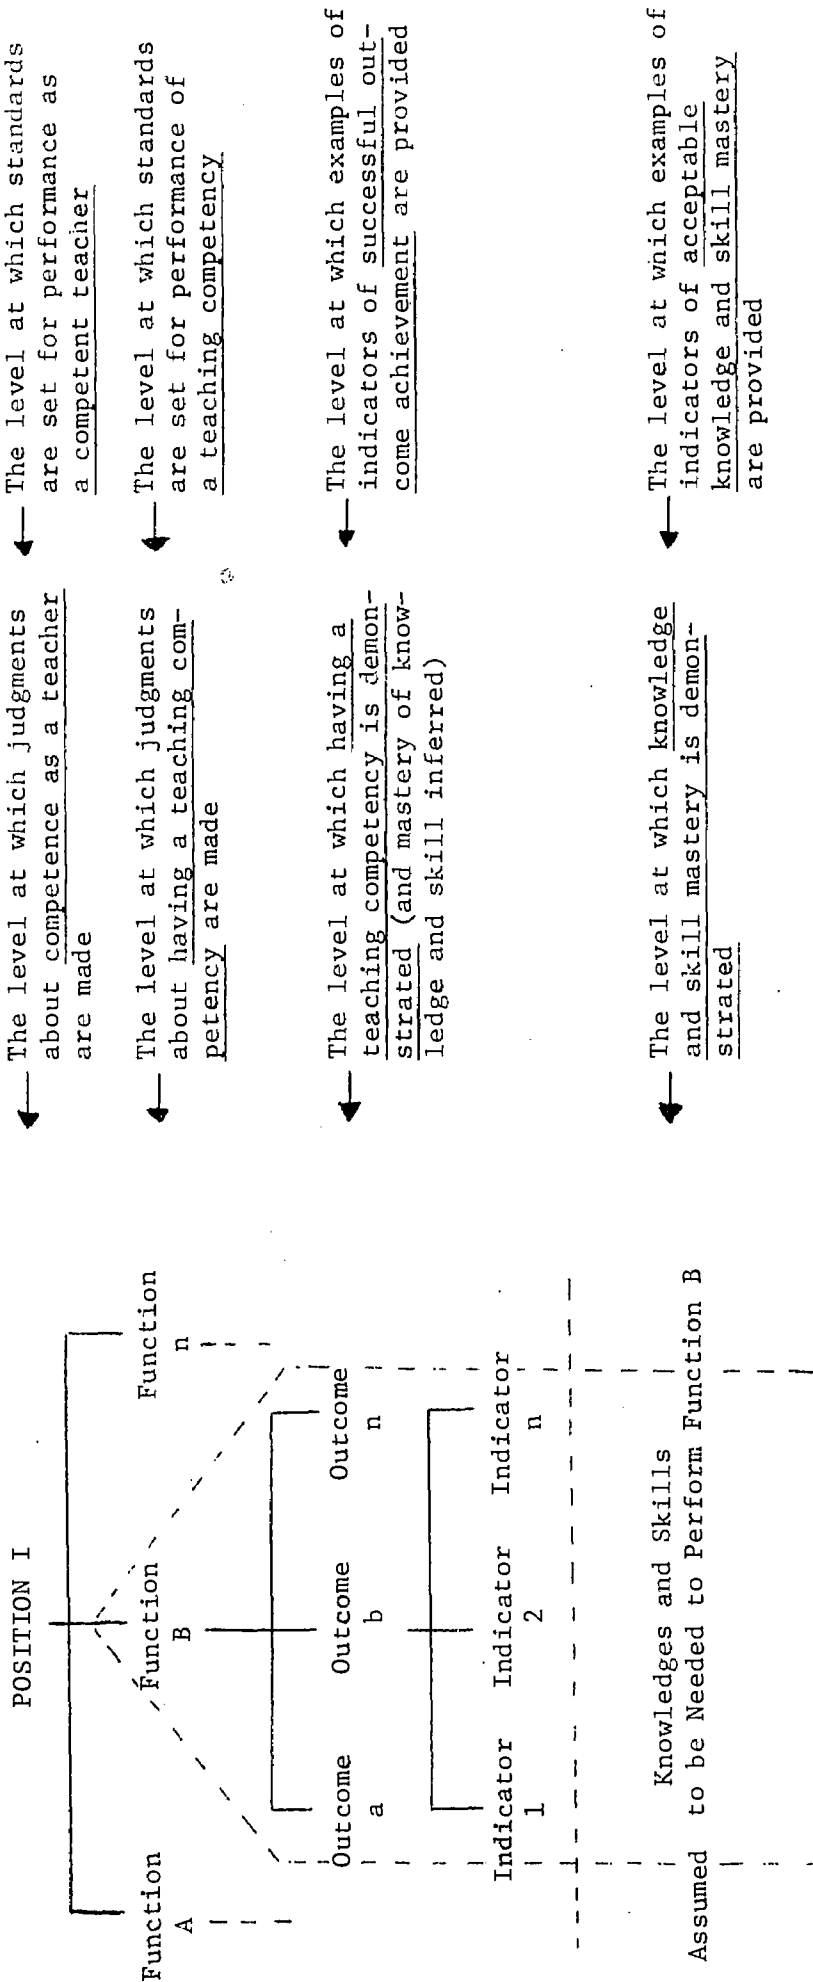 POSITION I
Function
A
Function
B
Function
n
Outcome
a
Outcome
b
Outcome
n
Indicator
1
Indicator
2
Indicator
n
Knowledges and Skills
Assumed to be Needed to Perform Function B
The level at which judgments
about competence as a teacher
are made
The level at which standards
are set for performance as
a competent teacher
The level at which judgments
about having a teaching com-
petency are made
The level at which standards
are set for performance of
a teaching competency
The level at which having a
teaching competency is demon-
strated (and mastery of know-
ledge and skill inferred)
The level at which examples of
indicators of successful out-
come achievement are provided
The level at which knowledge
and skill mastery is demon-
strated
The level at which examples of
indicators of acceptable
knowledge and skill mastery
are provided